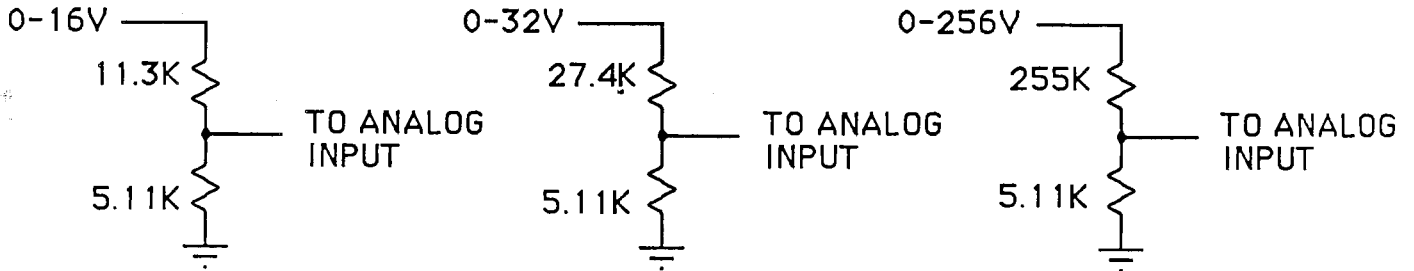 0-16V
11.3K
TO ANALOG
INPUT
5.11K
0-32V
27.4K
TO ANALOG
INPUT
5.11K
0-256V
255K
TO ANALOG
INPUT
5.11K